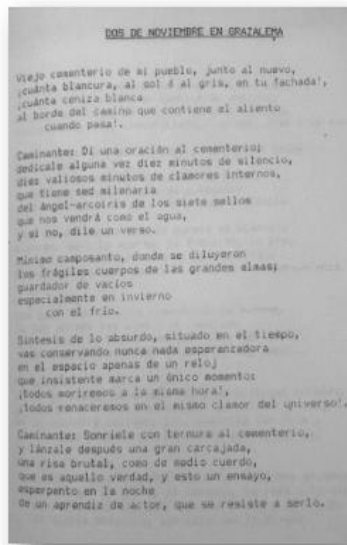 DOS DE NOVIEMBRE EN GRAZALEMA
Viejo cementerio de mi pueblo, junto al nuevo,
¡cuánta blancura, al sol ó al gris, en tu fachada!,
¡cuánta ceniza blanca
al borde del camino que contiene el aliento
cuando pasa!.
Caminante: Di una oración al cementerio;
dedícale alguna vez diez minutos de silencio,
diez valiosos minutos de clamores internos,
que tiene sed milenaria
del ángel-arcoiris de los siete sellos
que nos vendrá como el agua,
y si no, dile un verso.
Mínimo camposanto, donde se diluyeron
los frágiles cuerpos de las grandes almas;
guardador de vacíos
especialmente en invierno
con el frío.
Síntesis de lo absurdo, situado en el tiempo,
vas conservando nunca nada esperanzadora
en el espacio apenas de un reloj
que insistente marca un único momento:
¡todos moriremos a la misma hora!,
¡todos renaceremos en el mismo clamor del universo!.
Caminante: Sonríele con ternura al cementerio,
y lánzale después una gran carcajada,
una risa brutal, como de medio cuerdo,
que es aquello verdad, y esto un ensayo,
esperpento en la noche
de un aprendiz de actor, que se resiste a serlo.